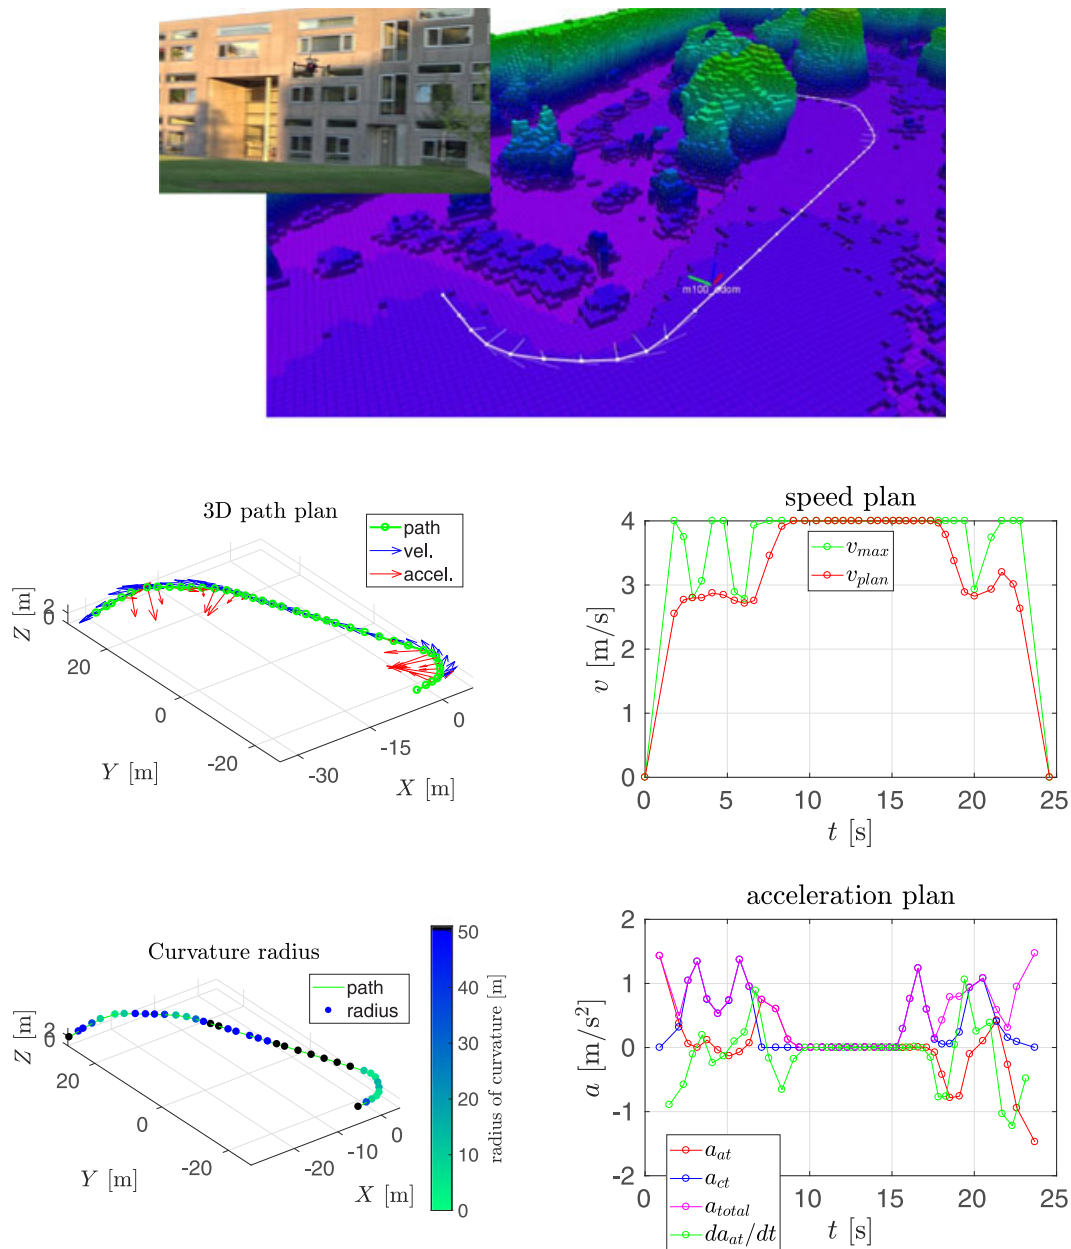 m100_odom
3D path plan
path
vel.
accel.
Z [m]
2
0
20
0
-20
Y [m]
-30
-15
0
X [m]
speed plan
v_max
v_plan
v [m/s]
4
3
2
1
0
0 5 10 15 20 25
t [s]
Curvature radius
path
radius
Z [m]
2
0
20
0
-20
Y [m]
-20
-10
0
X [m]
50
40
30
20
10
0
radius of curvature [m]
acceleration plan
a [m/s²]
2
1
0
-1
-2
a_at
a_ct
a_total
da_at/dt
5 10 15 20 25
t [s]